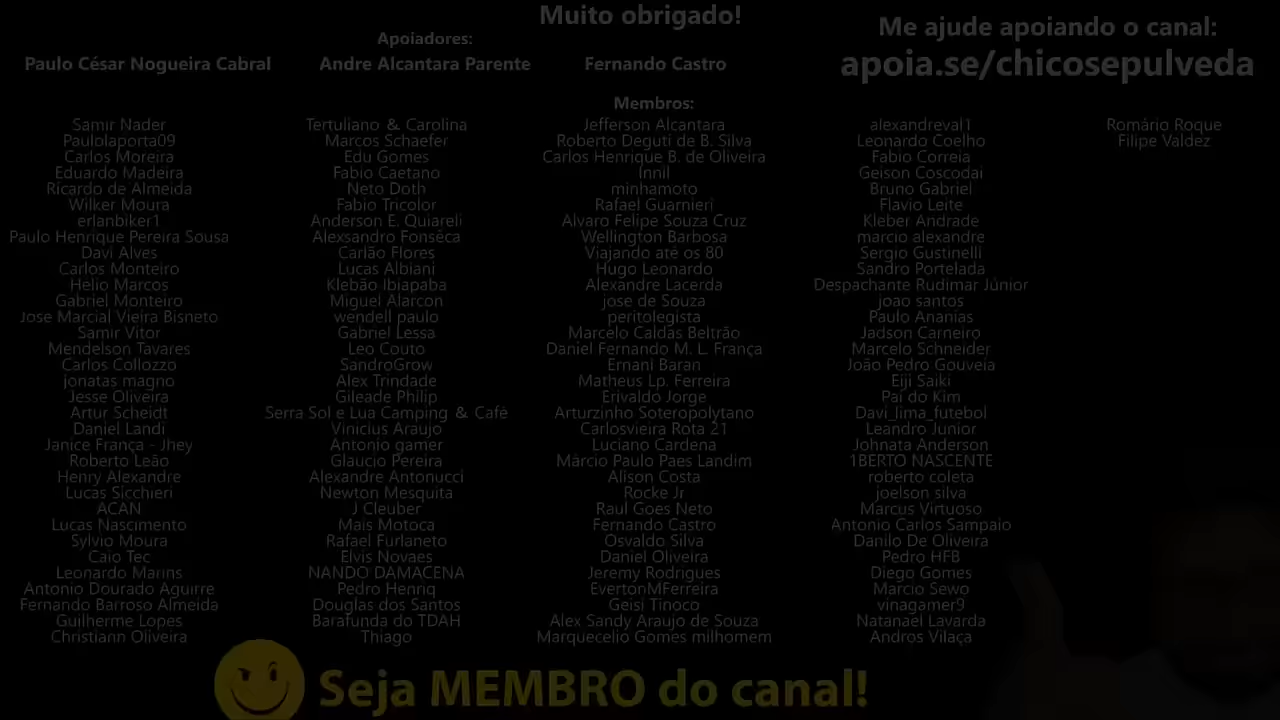 Muito obrigado!
Me ajude apoiando o canal:
apoia.se/chicosepulveda
Apoiadores:
Paulo César Nogueira Cabral
Andre Alcantara Parente
Fernando Castro
Membros:
Samir Nader
Paulolaporta09
Carlos Moreira
Eduardo Madeira
Ricardo de Almeida
Wilker Moura
erlanbiker1
Paulo Henrique Pereira Sousa
Davi Alves
Carlos Monteiro
Helio Marcos
Gabriel Monteiro
Jose Marcial Vieira Bisneto
Samir Vitor
Mendelson Tavares
Carlos Collozzo
jonatas magno
Jesse Oliveira
Artur Scheidt
Daniel Landi
Janice França - Jhey
Roberto Leão
Henry Alexandre
Lucas Sicchieri
ACAN
Lucas Nascimento
Sylvio Moura
Caio Tec
Leonardo Marins
Antonio Dourado Aguirre
Fernando Barroso Almeida
Guilherme Lopes
Christiann Oliveira
Tertuliano & Carolina
Marcos Schaefer
Edu Gomes
Fabio Caetano
Neto Doth
Fabio Tricolor
Anderson E. Quiareli
Alexsandro Fonsêca
Carlão Flores
Lucas Albiani
Klebão Ibiapaba
Miguel Alarcon
wendell paulo
Gabriel Lessa
Leo Couto
SandroGrow
Alex Trindade
Gileade Philip
Serra Sol e Lua Camping & Café
Vinicius Araujo
Antonio gamer
Glaucio Pereira
Alexandre Antonucci
Newton Mesquita
J Cleuber
Mais Motoca
Rafael Furlaneto
Elvis Novaes
NANDO DAMACENA
Pedro Henrq
Douglas dos Santos
Barafunda do TDAH
Thiago
Jefferson Alcantara
Roberto Deguti de B. Silva
Carlos Henrique B. de Oliveira
Innil
minhamoto
Rafael Guarnieri
Alvaro Felipe Souza Cruz
Wellington Barbosa
Viajando até os 80
Hugo Leonardo
Alexandre Lacerda
jose de Souza
peritolegista
Marcelo Caldas Beltrão
Daniel Fernando M. L. França
Ernani Baran
Matheus Lp. Ferreira
Erivaldo Jorge
Arturzinho Soteropolytano
Carlosvieira Rota 21
Luciano Cardena
Márcio Paulo Paes Landim
Alison Costa
Rocke Jr
Raul Goes Neto
Fernando Castro
Osvaldo Silva
Daniel Oliveira
Jeremy Rodrigues
EvertonMFerreira
Geisi Tinoco
Alex Sandy Araujo de Souza
Marquecelio Gomes milhomem
alexandreval1
Leonardo Coelho
Fabio Correia
Geison Coscodai
Bruno Gabriel
Flavio Leite
Kleber Andrade
marcio alexandre
Sergio Gustinelll
Sandro Portelada
Despachante Rudimar Júnior
joao santos
Paulo Ananias
Jadson Carneiro
Marcelo Schneider
João Pedro Gouveia
Eiji Saiki
Pai do Kim
Davi_lima_futebol
Leandro Junior
Johnata Anderson
1BERTO NASCENTE
roberto coleta
joelson silva
Marcus Virtuoso
Antonio Carlos Sampaio
Danilo De Oliveira
Pedro HFB
Diego Gomes
Marcio Sewo
vinagamer9
Natanael Lavarda
Andros Vilaça
Romário Roque
Filipe Valdez
Seja MEMBRO do canal!